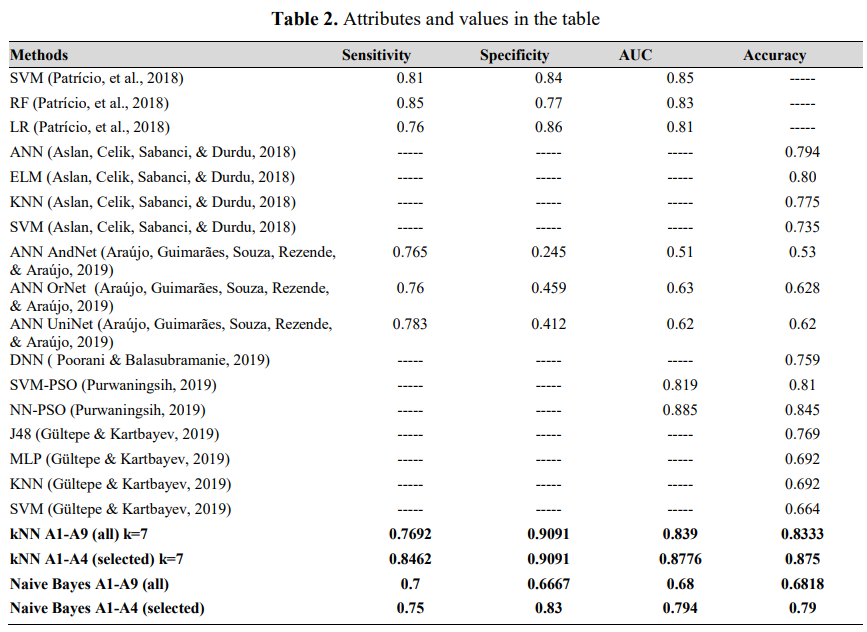 Table 2. Attributes and values in the table
Methods Sensitivity Specificity AUC Accuracy
SVM (Patrício, et al., 2018) 0.81 0.84 0.85 -----
RF (Patrício, et al., 2018) 0.85 0.77 0.83 -----
LR (Patrício, et al., 2018) 0.76 0.86 0.81 -----
ANN (Aslan, Celik, Sabanci, & Durdu, 2018) ----- ----- ----- 0.794
ELM (Aslan, Celik, Sabanci, & Durdu, 2018) ----- ----- ----- 0.80
KNN (Aslan, Celik, Sabanci, & Durdu, 2018) ----- ----- ----- 0.775
SVM (Aslan, Celik, Sabanci, & Durdu, 2018) ----- ----- ----- 0.735
ANN AndNet (Araújo, Guimarães, Souza, Rezende, 0.765 0.245 0.51 0.53
& Araújo, 2019)
ANN OrNet (Araújo, Guimarães, Souza, Rezende, 0.76 0.459 0.63 0.628
& Araújo, 2019)
ANN UniNet (Araújo, Guimarães, Souza, Rezende, 0.783 0.412 0.62 0.62
& Araújo, 2019)
DNN ( Poorani & Balasubramanie, 2019) ----- ----- ----- 0.759
SVM-PSO (Purwaningsih, 2019) ----- ----- 0.819 0.81
NN-PSO (Purwaningsih, 2019) ----- ----- 0.885 0.845
J48 (Gültepe & Kartbayev, 2019) ----- ----- ----- 0.769
MLP (Gültepe & Kartbayev, 2019) ----- ----- ----- 0.692
KNN (Gültepe & Kartbayev, 2019) ----- ----- ----- 0.692
SVM (Gültepe & Kartbayev, 2019) ----- ----- ----- 0.664
kNN A1-A9 (all) k=7 0.7692 0.9091 0.839 0.8333
kNN A1-A4 (selected) k=7 0.8462 0.9091 0.8776 0.875
Naive Bayes A1-A9 (all) 0.7 0.6667 0.68 0.6818
Naive Bayes A1-A4 (selected) 0.75 0.83 0.794 0.79